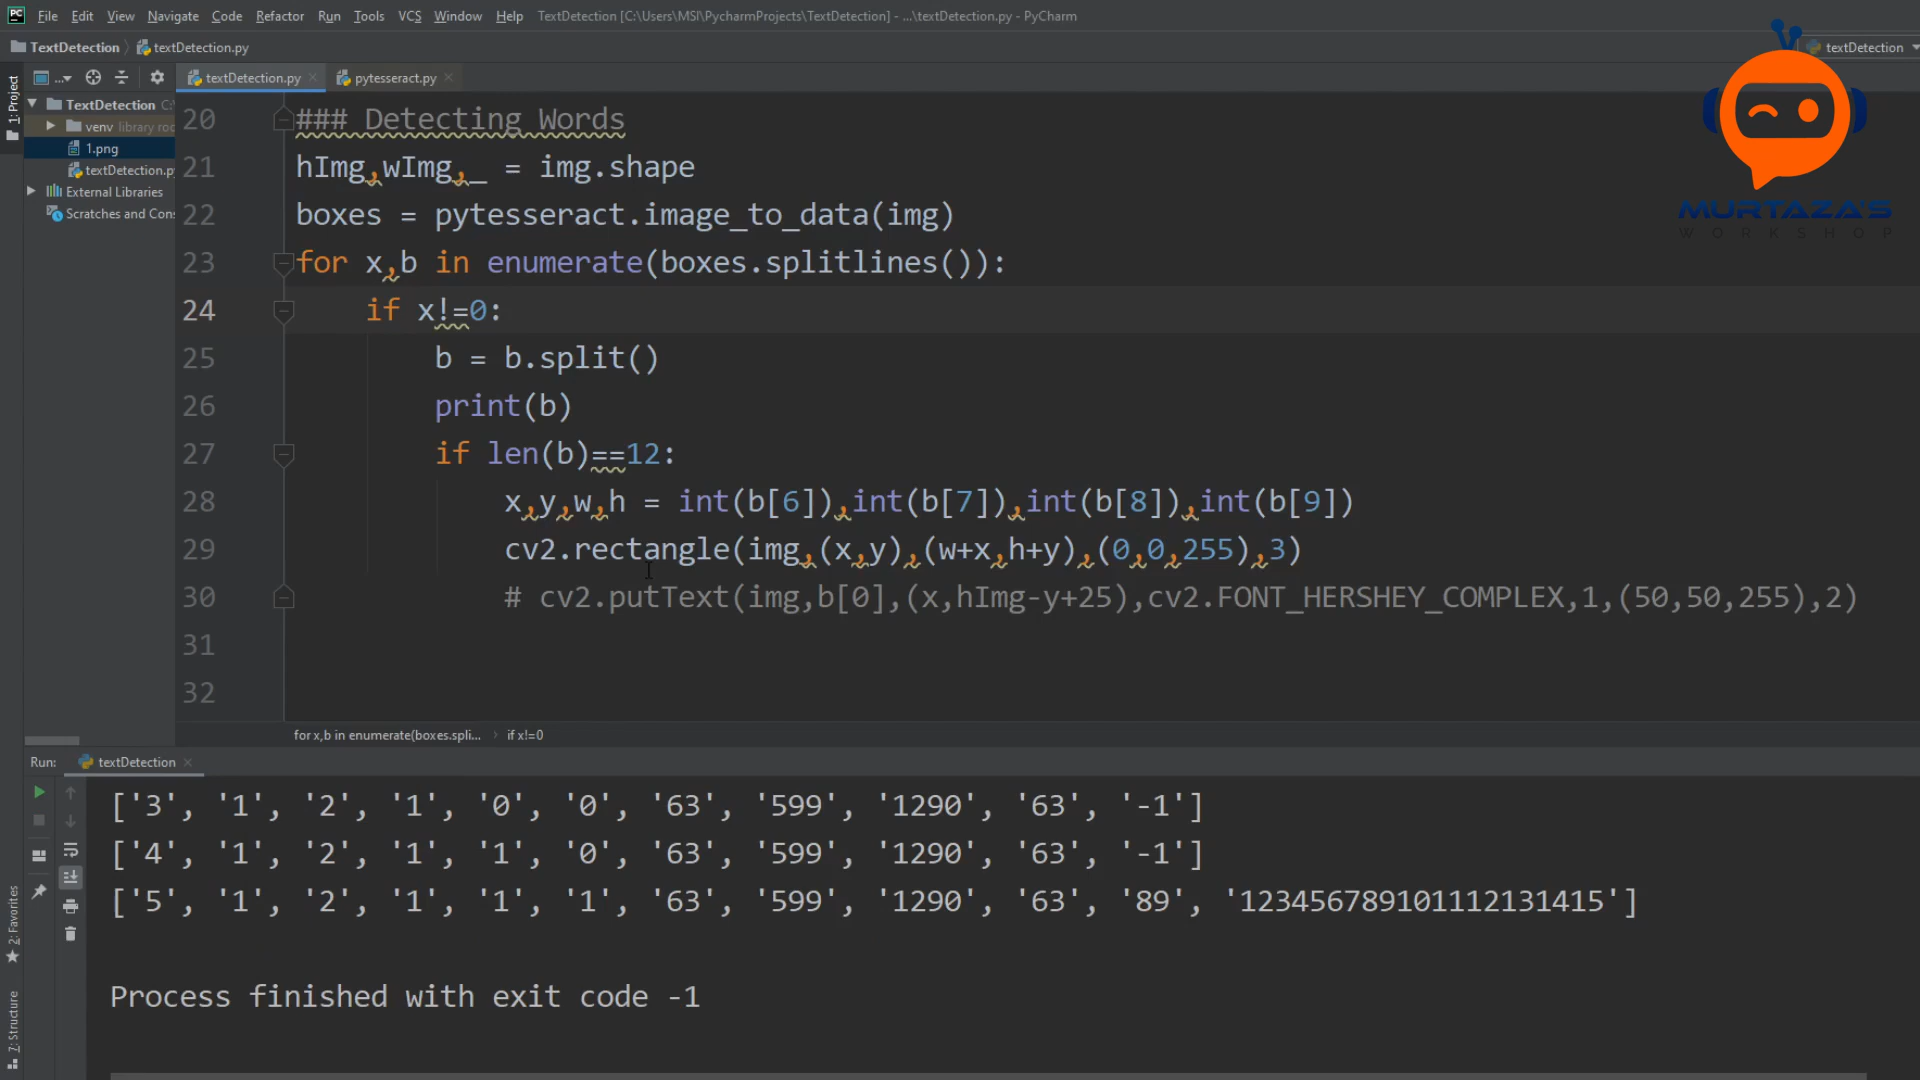 File Edit View Navigate Code Refactor Run Tools VCS Window Help TextDetection [C:\Users\MSI\PycharmProjects\TextDetection] - ...\textDetection.py - PyCharm
TextDetection textDetection.py
textDetection
1: Project
...
textDetection.py
pytesseract.py
TextDetection C:
venv library roo
1.png
textDetection.p
External Libraries
Scratches and Cons
MURTAZA'S
WORKSHOP
20 ### Detecting Words
21 hImg,wImg,_ = img.shape
22 boxes = pytesseract.image_to_data(img)
23 for x,b in enumerate(boxes.splitlines()):
24 if x!=0:
25 b = b.split()
26 print(b)
27 if len(b)==12:
28 x,y,w,h = int(b[6]),int(b[7]),int(b[8]),int(b[9])
29 cv2.rectangle(img,(x,y),(w+x,h+y),(0,0,255),3)
30 # cv2.putText(img,b[0],(x,hImg-y+25),cv2.FONT_HERSHEY_COMPLEX,1,(50,50,255),2)
31
32
for x,b in enumerate(boxes.spli... if x!=0
Run: textDetection
['3', '1', '2', '1', '0', '0', '63', '599', '1290', '63', '-1']
['4', '1', '2', '1', '1', '0', '63', '599', '1290', '63', '-1']
['5', '1', '2', '1', '1', '1', '63', '599', '1290', '63', '89', '123456789101112131415']
Process finished with exit code -1
2: Favorites
7: Structure